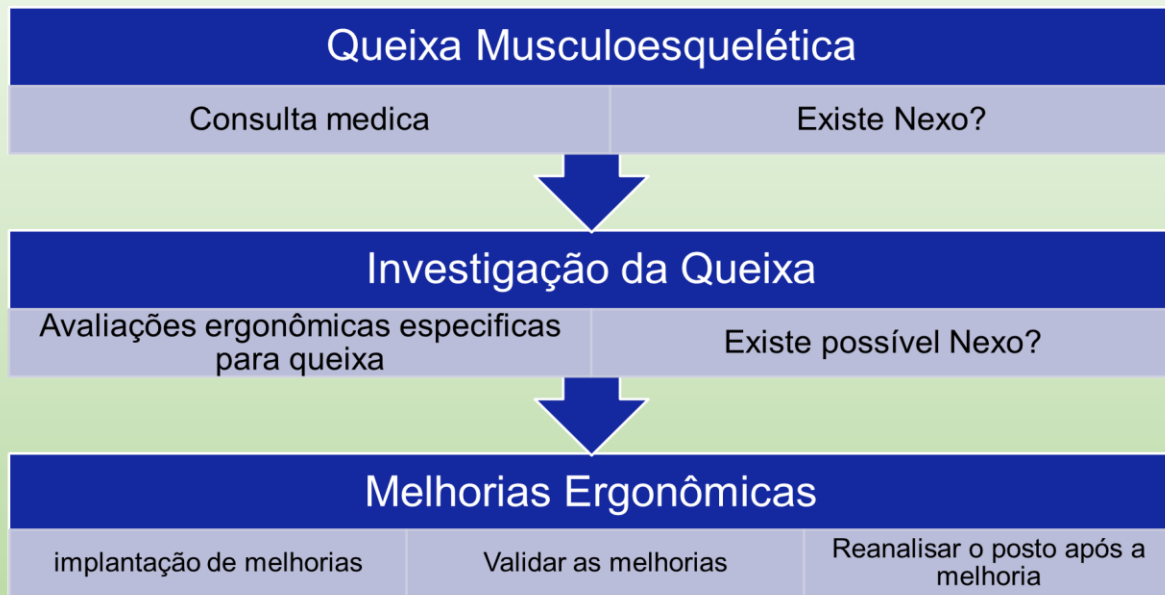 Queixa Musculoesquelética
Consulta medica
Existe Nexo?
Investigação da Queixa
Avaliações ergonômicas especificas
para queixa
Existe possível Nexo?
Melhorias Ergonômicas
implantação de melhorias
Validar as melhorias
Reanalisar o posto após a
melhoria